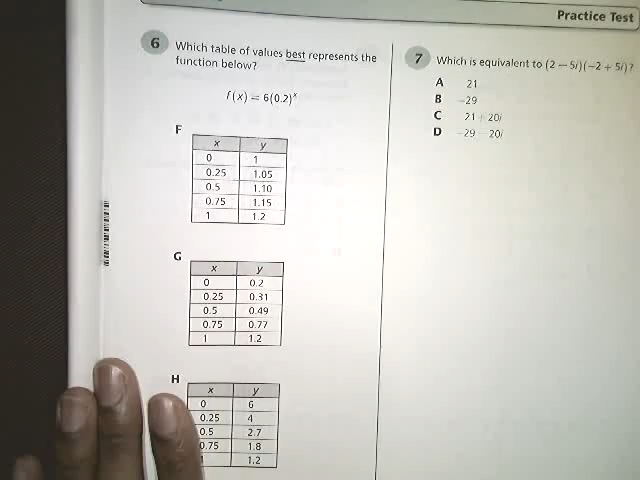 Practice Test
6 Which table of values best represents the
function below?
f(x) = 6(0.2)^x
F
x y
0 1
0.25 1.05
0.5 1.10
0.75 1.15
1 1.2
G
x y
0 0.2
0.25 0.31
0.5 0.49
0.75 0.77
1 1.2
H
x y
0 6
0.25 4
0.5 2.7
0.75 1.8
1.2
7 Which is equivalent to (2 − 5i)(−2 + 5i)?
A 21
B −29
C 21 + 20i
D −29 − 20i